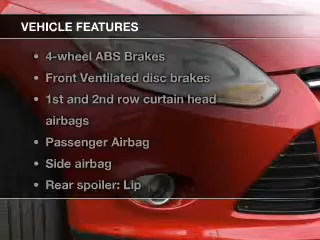 VEHICLE FEATURES
• 4-wheel ABS Brakes
• Front Ventilated disc brakes
• 1st and 2nd row curtain head
airbags
• Passenger Airbag
• Side airbag
• Rear spoiler: Lip